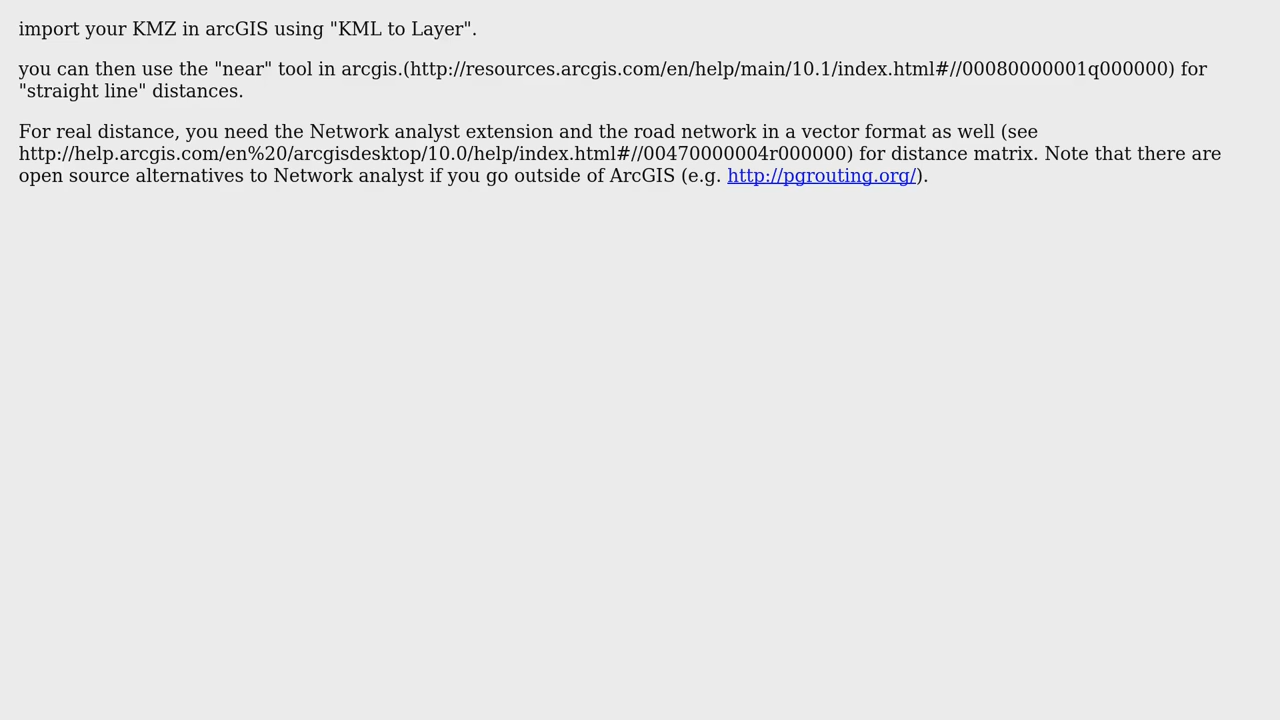 import your KMZ in arcGIS using "KML to Layer".
you can then use the "near" tool in arcgis.(http://resources.arcgis.com/en/help/main/10.1/index.html#//00080000001q000000) for
"straight line" distances.
For real distance, you need the Network analyst extension and the road network in a vector format as well (see
http://help.arcgis.com/en%20/arcgisdesktop/10.0/help/index.html#//00470000004r000000) for distance matrix. Note that there are
open source alternatives to Network analyst if you go outside of ArcGIS (e.g. http://pgrouting.org/).